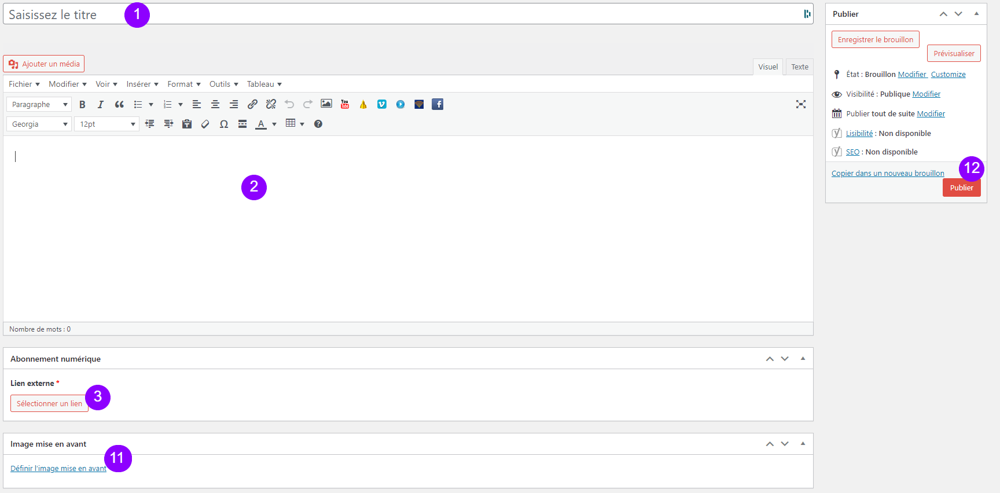 Saisissez le titre
1
Ajouter un média
Visuel
Texte
Fichier
Modifier
Voir
Insérer
Format
Outils
Tableau
Paragraphe
B
I
You
Tube
f
Georgia
12pt
Ω
A
?
2
Nombre de mots : 0
Abonnement numérique
Lien externe *
Sélectionner un lien
3
Image mise en avant
11
Définir l’image mise en avant
Publier
Enregistrer le brouillon
Prévisualiser
État : Brouillon Modifier Customize
Visibilité : Publique Modifier
Publier tout de suite Modifier
Lisibilité : Non disponible
SEO : Non disponible
12
Copier dans un nouveau brouillon
Publier